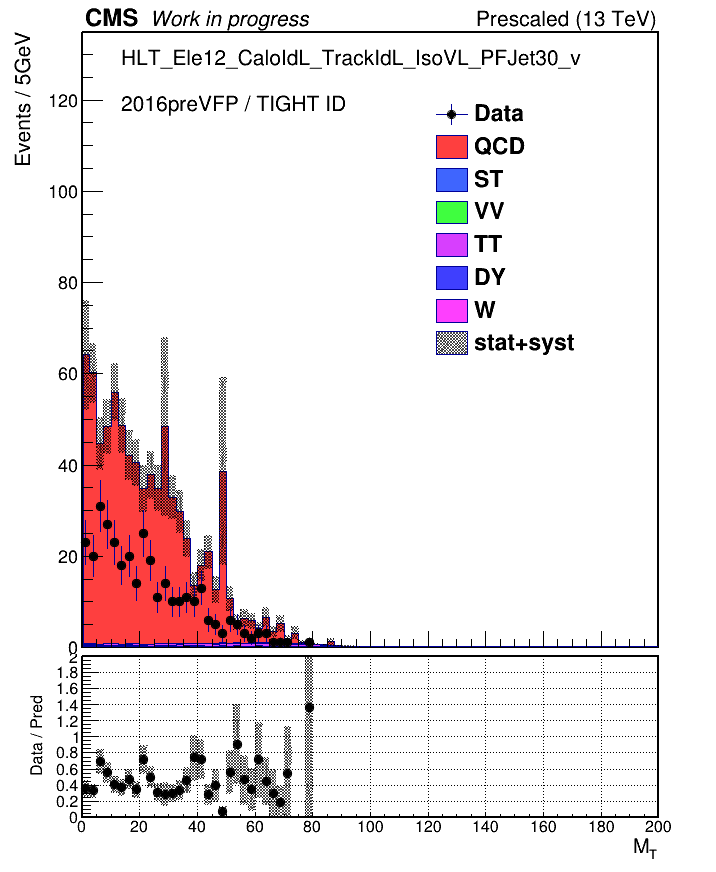 CMS Work in progress Prescaled (13 TeV)
HLT_Ele12_CaloIdL_TrackIdL_IsoVL_PFJet30_v
2016preVFP / TIGHT ID
Events / 5GeV
120
100
80
60
40
20
0
Data
QCD
ST
VV
TT
DY
W
stat+syst
Data / Pred
2
1.8
1.6
1.4
1.2
1
0.8
0.6
0.4
0.2
0
0 20 40 60 80 100 120 140 160 180 200
M_T